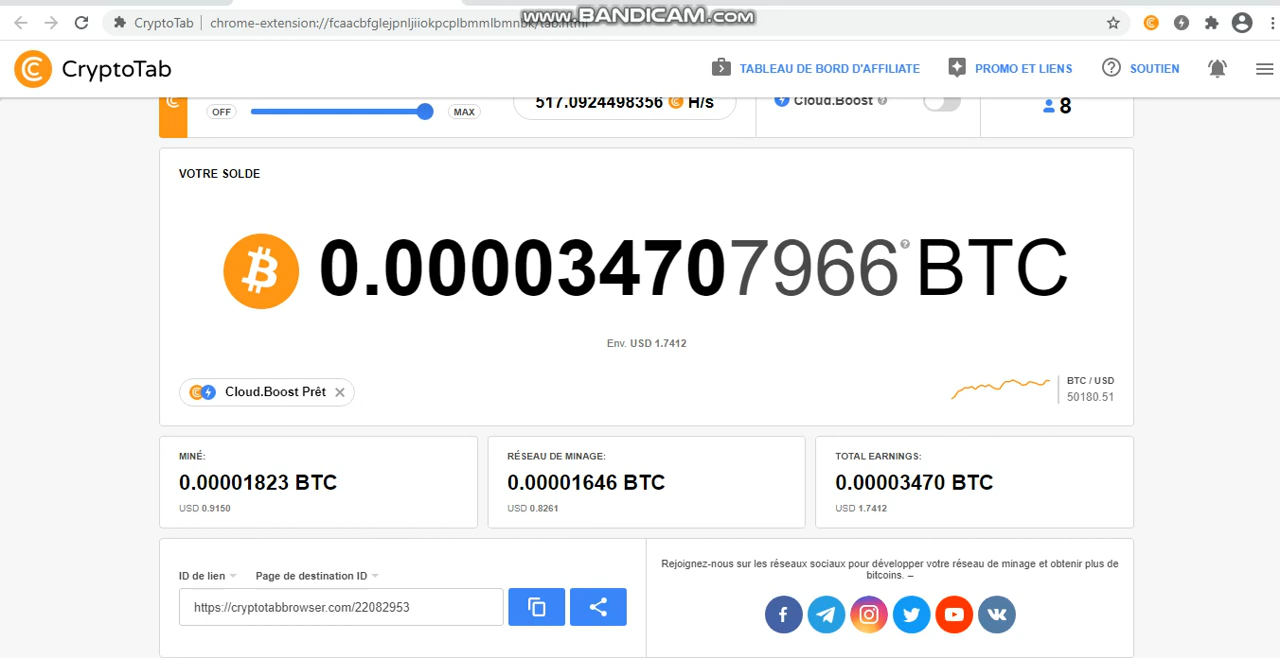 www.BANDICAM.com
CryptoTab | chrome-extension://fcaacbfglejpnljiiokpcplbmmlbmnbk/tab.html
CryptoTab
TABLEAU DE BORD D'AFFILIATE
PROMO ET LIENS
SOUTIEN
OFF
MAX
517.0924498356 H/s
Cloud.Boost
8
VOTRE SOLDE
0.000034707966 BTC
Env. USD 1.7412
Cloud.Boost Prêt
BTC / USD
50180.51
MINÉ:
0.00001823 BTC
USD 0.9150
RÉSEAU DE MINAGE:
0.00001646 BTC
USD 0.8261
TOTAL EARNINGS:
0.00003470 BTC
USD 1.7412
ID de lien
Page de destination ID
https://cryptotabbrowser.com/22082953
Rejoignez-nous sur les réseaux sociaux pour développer votre réseau de minage et obtenir plus de
bitcoins. –